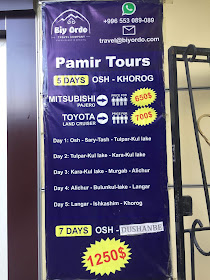 Biy Ordo
TRAVEL COMPANY
+996 553 089-089
travel@biyordo.com
Pamir Tours
5 DAYS OSH - KHOROG
MITSUBISHI
PAJERO
650$
TOYOTA
LAND CRUISER
700$
Day 1: Osh - Sary-Tash - Tulpar-Kul lake
Day 2: Tulpar-Kul lake - Kara-Kul lake
Day 3: Kara-Kul lake - Murgab - Alichur
Day 4: Alichur - Bulunkul-lake - Langar
Day 5: Langar - Ishkashim - Khorog
7 DAYS OSH - DUSHANBE
1250$